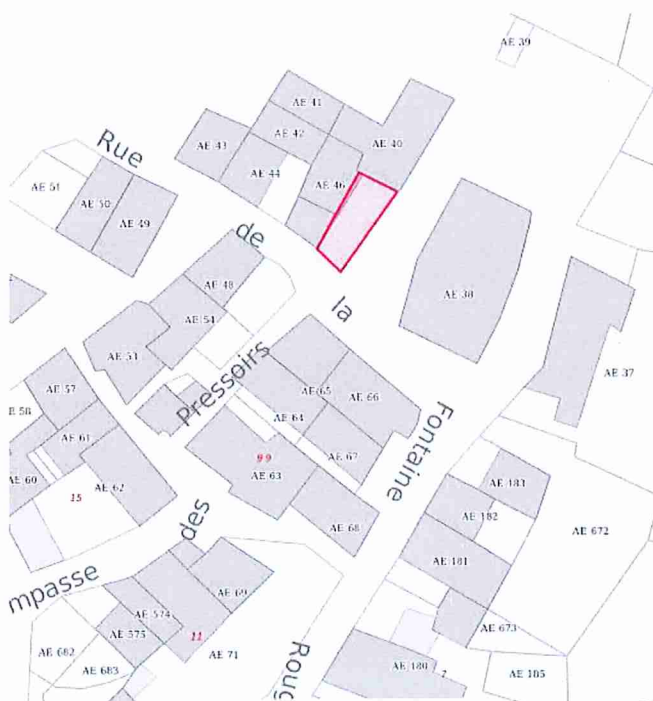 AE 39
AE 41
AE 42
AE 40
AE 43
AE 44
AE 46
Rue
AE 51
AE 50
AE 49
de
la
Fontaine
Rouge
AE 48
AE 54
AE 38
AE 37
AE 53
Pressoirs
AE 57
AE 58
AE 65
AE 66
AE 64
AE 61
AE 67
99
AE 63
AE 60
15
AE 62
AE 183
AE 182
AE 68
AE 672
des
AE 181
mpasse
AE 69
AE 574
AE 575
11
AE 673
AE 682
AE 683
AE 71
AE 180
7
AE 185